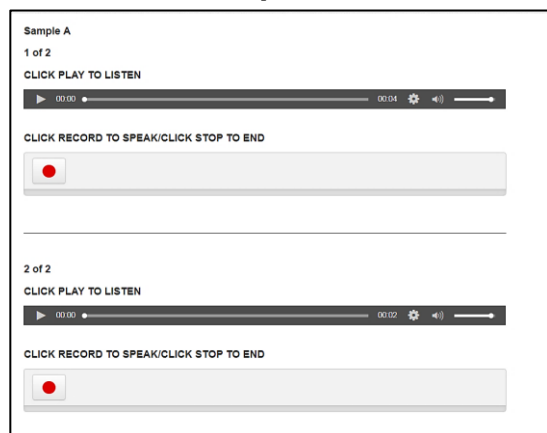 Sample A
1 of 2
CLICK PLAY TO LISTEN
00:00 00:04
CLICK RECORD TO SPEAK/CLICK STOP TO END
2 of 2
CLICK PLAY TO LISTEN
00:00 00:02
CLICK RECORD TO SPEAK/CLICK STOP TO END